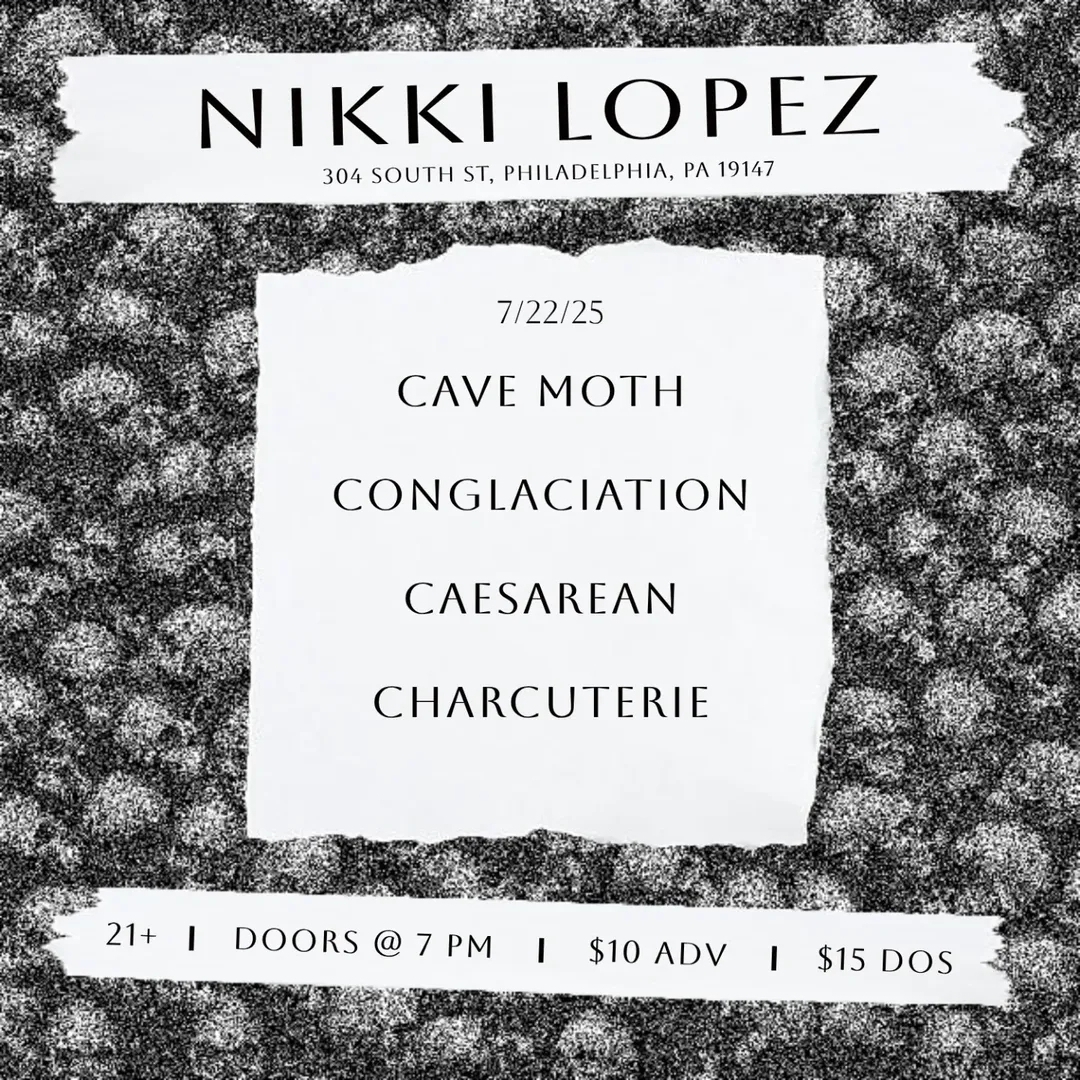 NIKKI LOPEZ
304 SOUTH ST, PHILADELPHIA, PA 19147
7/22/25
CAVE MOTH
CONGLACIATION
CAESAREAN
CHARCUTERIE
21+ | DOORS @ 7 PM | $10 ADV | $15 DOS